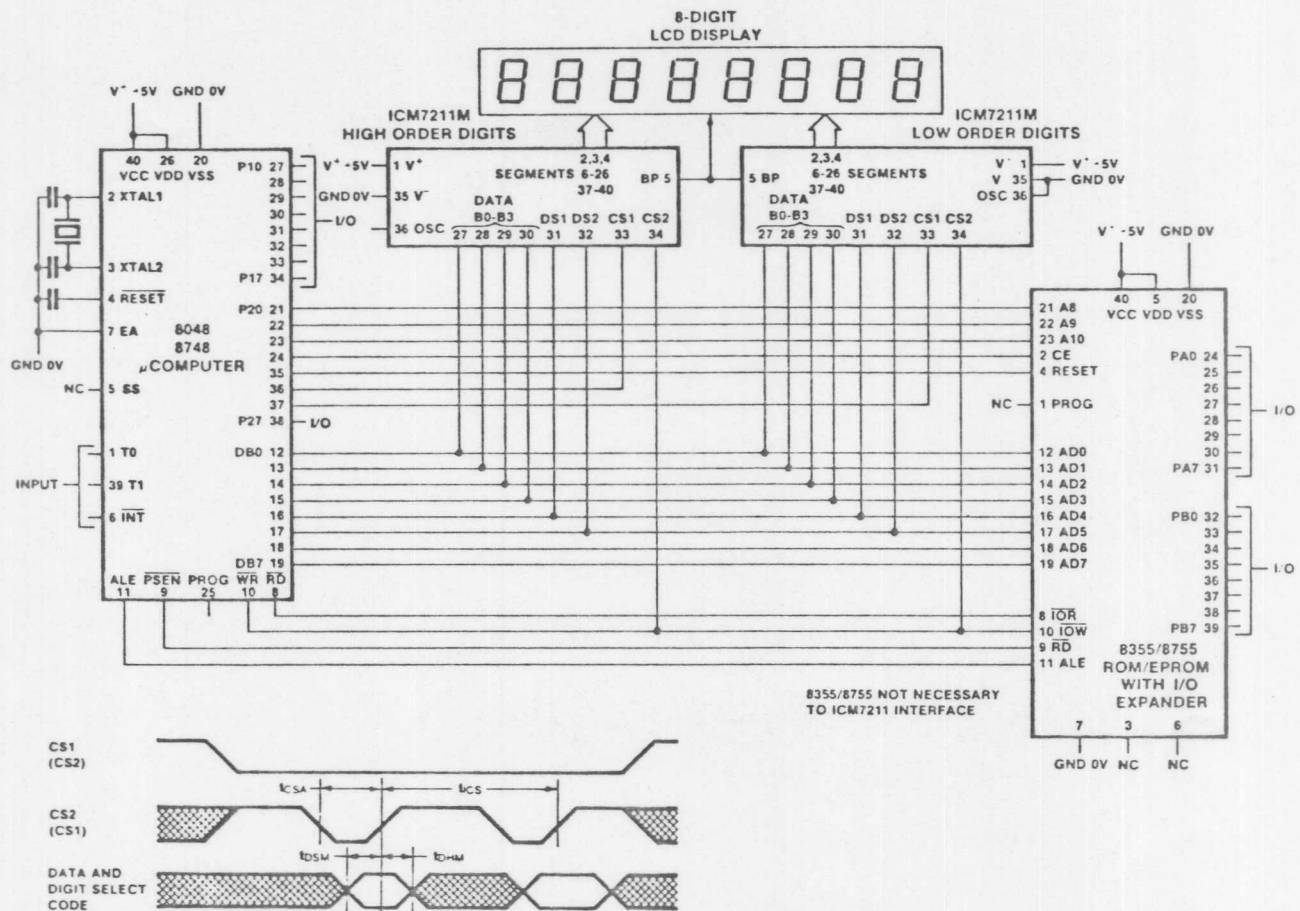 8-DIGIT
LCD DISPLAY
ICM7211M
HIGH ORDER DIGITS
ICM7211M
LOW ORDER DIGITS
V+ -5V GND 0V
40 26 20
VCC VDD VSS
2 XTAL1
3 XTAL2
4 RESET
7 EA
GND 0V
8048
8748
µCOMPUTER
NC 5 SS
1 T0
INPUT 39 T1
6 INT
ALE PSEN PROG WR RD
11 9 25 10 8
P10 27
28
29
30
31
32
33
P17 34
I/O
P20 21
22
23
24
35
36
37
P27 38 I/O
DB0 12
13
14
15
16
17
18
DB7 19
V+ -5V 1 V+
GND 0V 35 V-
36 OSC
2,3,4
SEGMENTS 6-26
37-40
BP 5
DATA
B0-B3 DS1 DS2 CS1 CS2
27 28 29 30 31 32 33 34
5 BP
2,3,4
6-26 SEGMENTS
37-40
DATA
B0-B3 DS1 DS2 CS1 CS2
27 28 29 30 31 32 33 34
V- 1 V+ -5V
V 35 GND 0V
OSC 36
V+ -5V GND 0V
40 5 20
VCC VDD VSS
21 A8
22 A9
23 A10
2 CE
4 RESET
NC 1 PROG
12 AD0
13 AD1
14 AD2
15 AD3
16 AD4
17 AD5
18 AD6
19 AD7
8 IOR
10 IOW
9 RD
11 ALE
PA0 24
25
26
27
28
29
30
PA7 31
I/O
PB0 32
33
34
35
36
37
38
PB7 39
I/O
8355/8755
ROM/EPROM
WITH I/O
EXPANDER
7 3 6
GND 0V NC NC
8355/8755 NOT NECESSARY
TO ICM7211 INTERFACE
CS1
(CS2)
tCSA tICS
CS2
(CS1)
tDSM tDHM
DATA AND
DIGIT SELECT
CODE